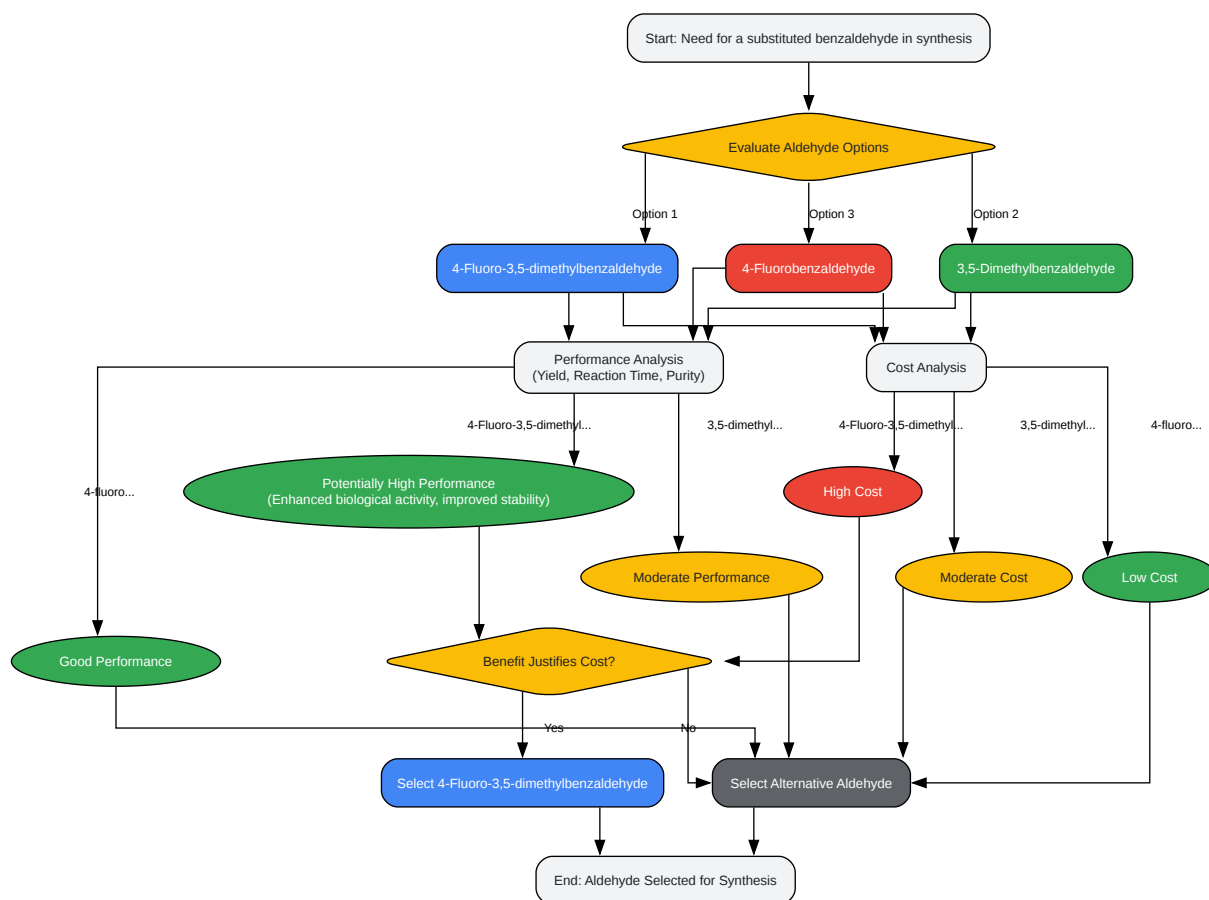 Start: Need for a substituted benzaldehyde in synthesis
Evaluate Aldehyde Options
Option 1
Option 3
Option 2
4-Fluoro-3,5-dimethylbenzaldehyde
4-Fluorobenzaldehyde
3,5-Dimethylbenzaldehyde
Performance Analysis
(Yield, Reaction Time, Purity)
Cost Analysis
4-Fluoro-3,5-dimethyl...
3,5-dimethyl...
4-Fluoro-3,5-dimethyl...
3,5-dimethyl...
4-fluoro...
4-fluoro...
Potentially High Performance
(Enhanced biological activity, improved stability)
High Cost
Moderate Performance
Moderate Cost
Low Cost
Good Performance
Benefit Justifies Cost?
Yes
No
Select 4-Fluoro-3,5-dimethylbenzaldehyde
Select Alternative Aldehyde
End: Aldehyde Selected for Synthesis